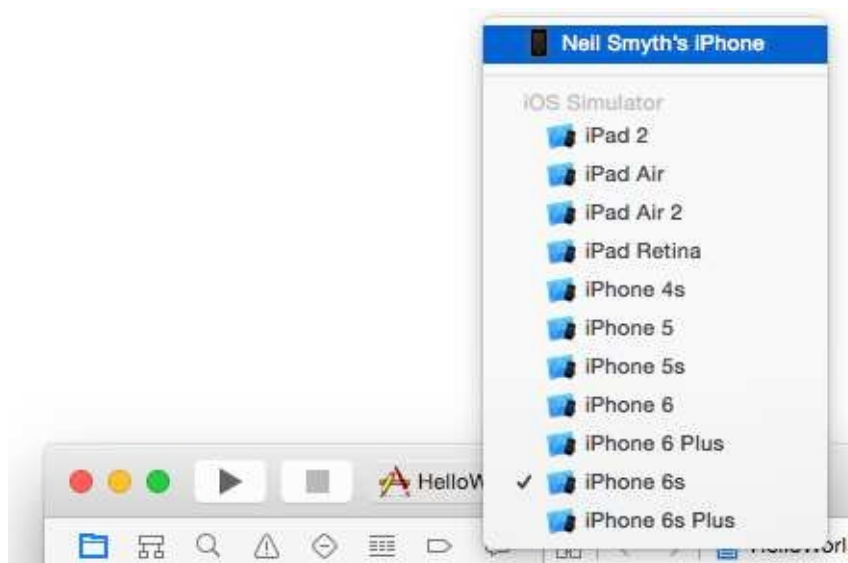 Neil Smyth's iPhone
iOS Simulator
iPad 2
iPad Air
iPad Air 2
iPad Retina
iPhone 4s
iPhone 5
iPhone 5s
iPhone 6
iPhone 6 Plus
HelloW
iPhone 6s
iPhone 6s Plus